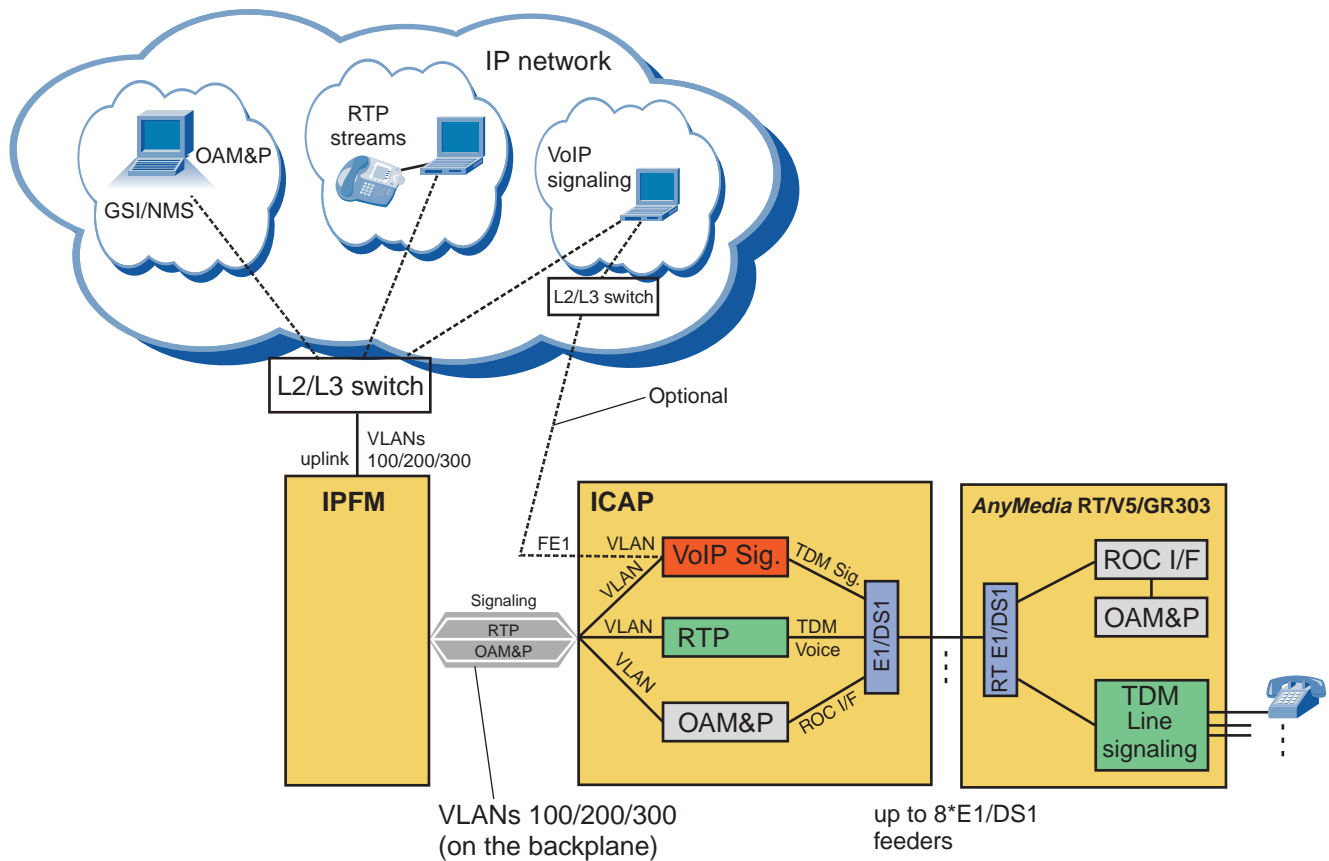 IP network
OAM&P
GSI/NMS
RTP
streams
VoIP
signaling
L2/L3 switch
L2/L3 switch
Optional
uplink
VLANs
100/200/300
IPFM
ICAP
AnyMedia RT/V5/GR303
FE1
VLAN
VoIP Sig.
TDM Sig.
VLAN
Signaling
RTP
OAM&P
VLAN
RTP
TDM
Voice
VLAN
OAM&P
ROC I/F
E1/DS1
RT E1/DS1
ROC I/F
OAM&P
TDM
Line
signaling
VLANs 100/200/300
(on the backplane)
up to 8*E1/DS1
feeders